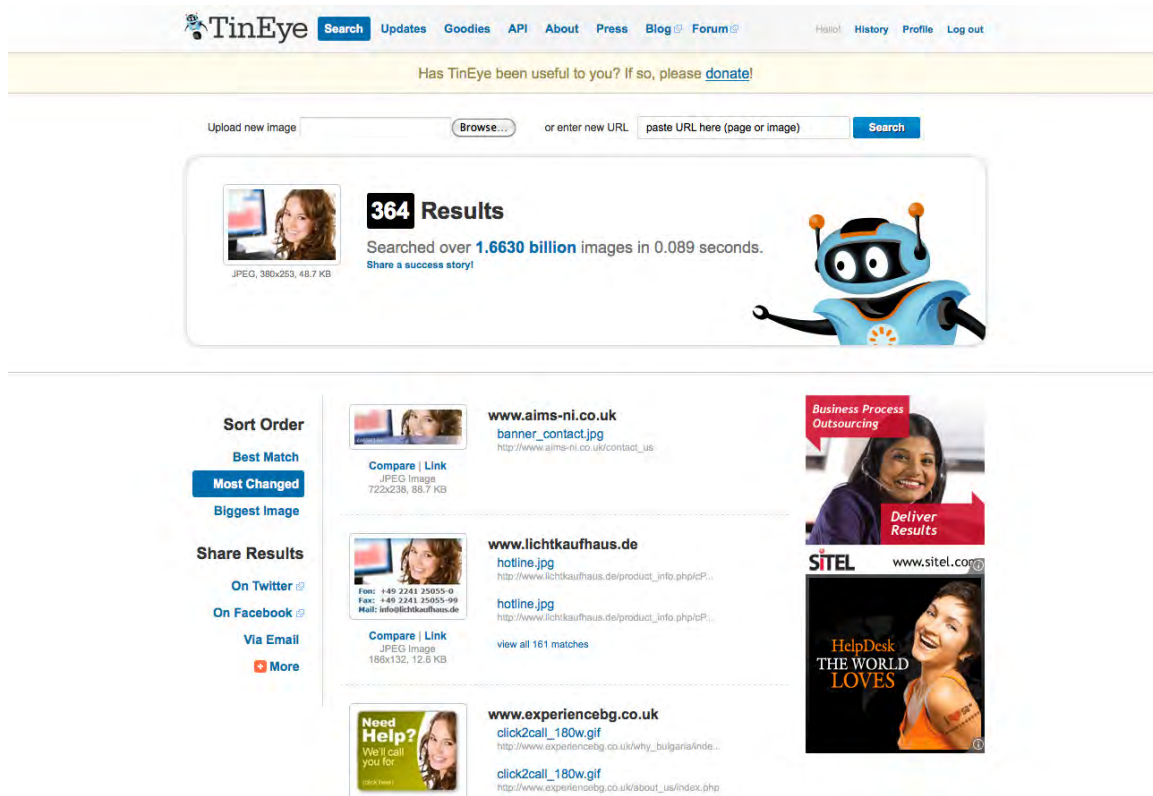 TinEye Search Updates Goodies API About Press Blog Forum Hello! History Profile Log out
Has TinEye been useful to you? If so, please donate!
Upload new image Browse... or enter new URL paste URL here (page or image) Search
364 Results
Searched over 1.6630 billion images in 0.089 seconds.
Share a success story!
JPEG, 380x253, 48.7 KB
Sort Order
Best Match
Most Changed
Biggest Image
Share Results
On Twitter
On Facebook
Via Email
More
www.aims-ni.co.uk
banner_contact.jpg
http://www.aims-ni.co.uk/contact_us
Compare | Link
JPEG Image
722x238, 88.7 KB
www.lichtkaufhaus.de
hotline.jpg
http://www.lichtkaufhaus.de/product_info.php/cP...
hotline.jpg
http://www.lichtkaufhaus.de/product_info.php/cP...
view all 161 matches
Fon: +49 2241 25055-0
Fax: +49 2241 25055-99
Mail: info@lichtkaufhaus.de
Compare | Link
JPEG Image
186x132, 12.6 KB
www.experiencebg.co.uk
click2call_180w.gif
http://www.experiencebg.co.uk/why_bulgaria/inde...
click2call_180w.gif
http://www.experiencebg.co.uk/about_us/index.php
Need
Help?
We'll call
you for
Business Process
Outsourcing
Deliver
Results
SITEL www.sitel.com
HelpDesk
THE WORLD
LOVES